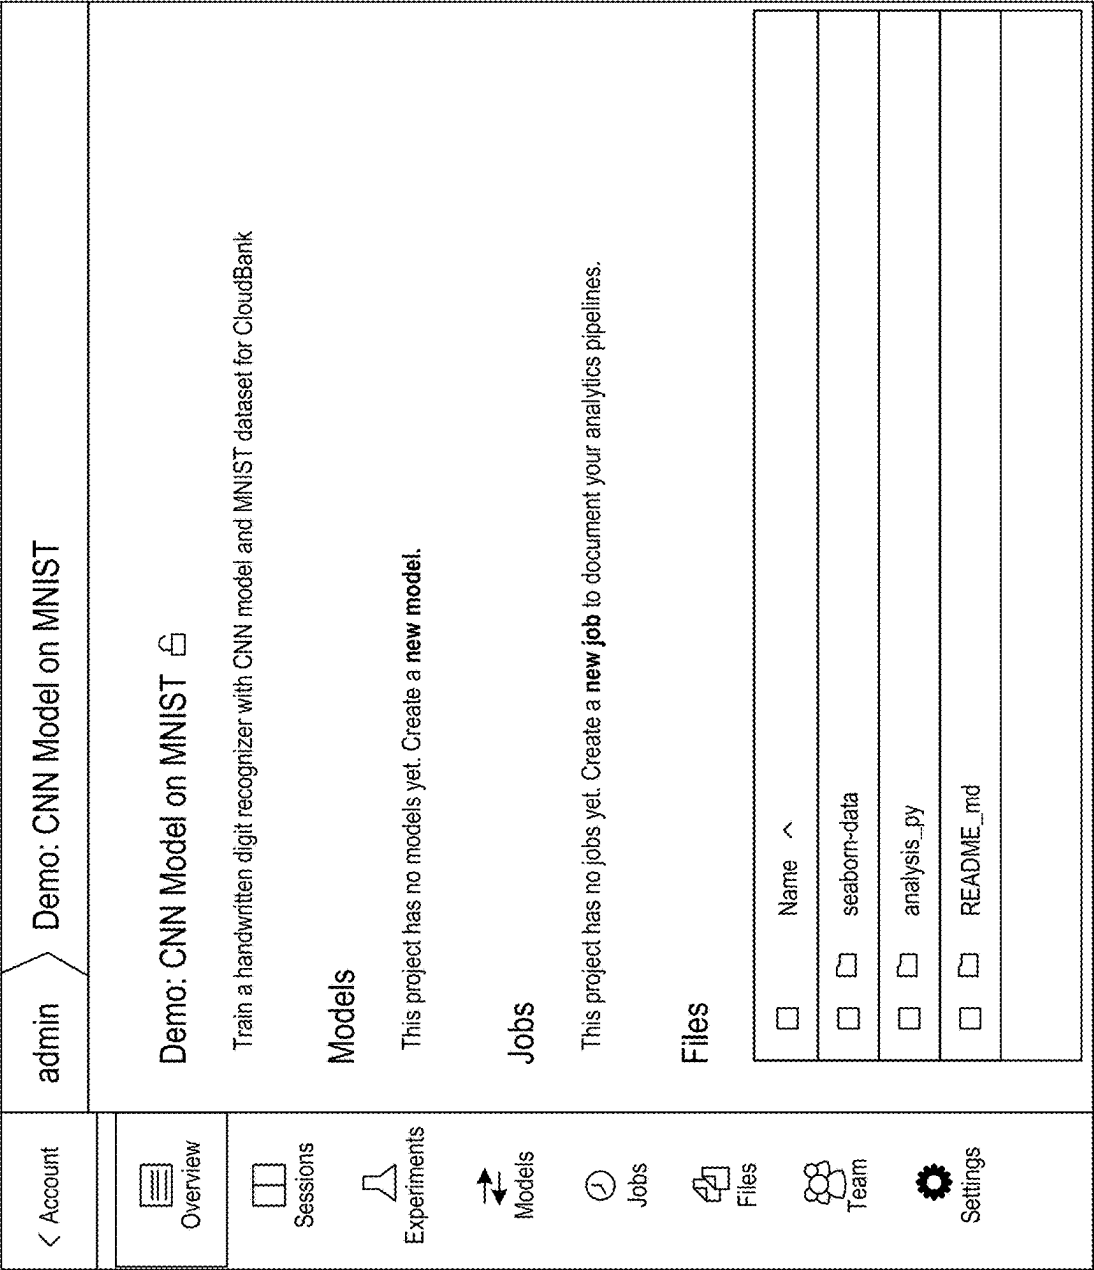 < Account
admin
Demo: CNN Model on MNIST
Overview
Sessions
Experiments
Models
Jobs
Files
Team
Settings
Demo: CNN Model on MNIST
Train a handwritten digit recognizer with CNN model and MNIST dataset for CloudBank
Models
This project has no models yet. Create a new model.
Jobs
This project has no jobs yet. Create a new job to document your analytics pipelines.
Files
Name ^
seaborn-data
analysis_py
README_md